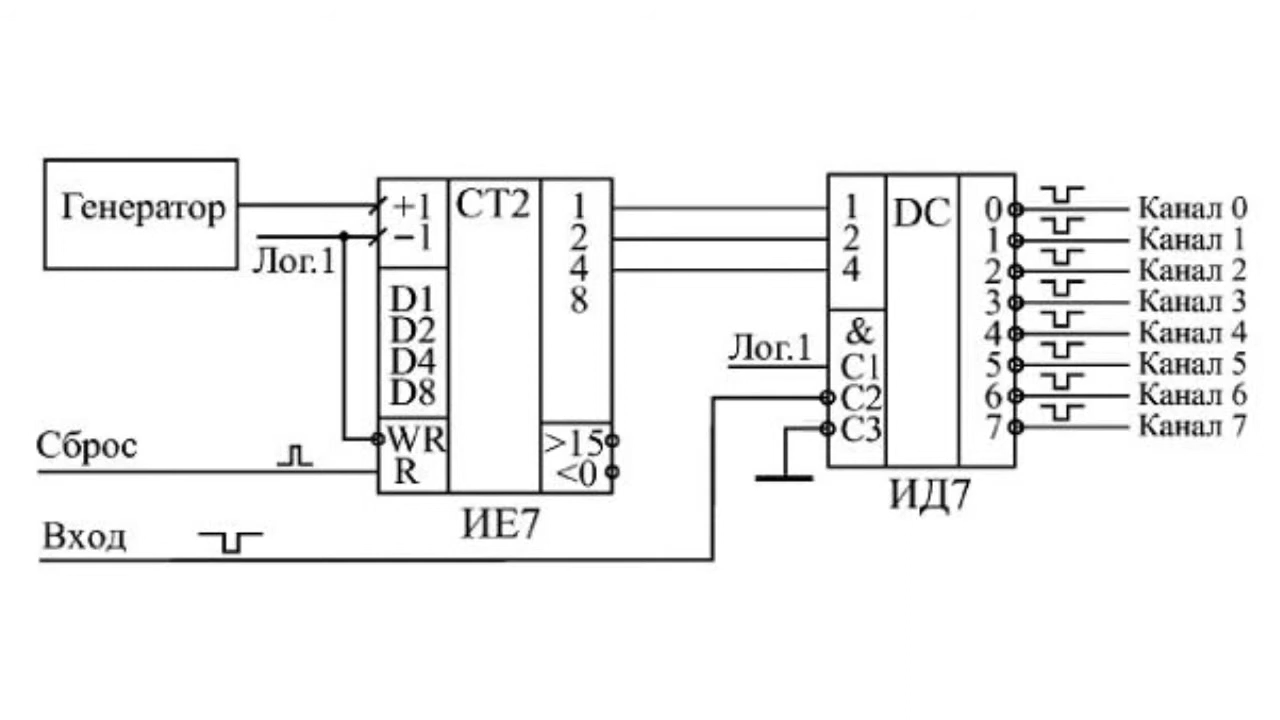 Генератор
Лог.1
+1
−1
D1
D2
D4
D8
WR
R
CT2
1
2
4
8
>15
<0
ИЕ7
Сброс
Вход
Лог.1
1
2
4
&
C1
C2
C3
DC
0
1
2
3
4
5
6
7
ИД7
Канал 0
Канал 1
Канал 2
Канал 3
Канал 4
Канал 5
Канал 6
Канал 7